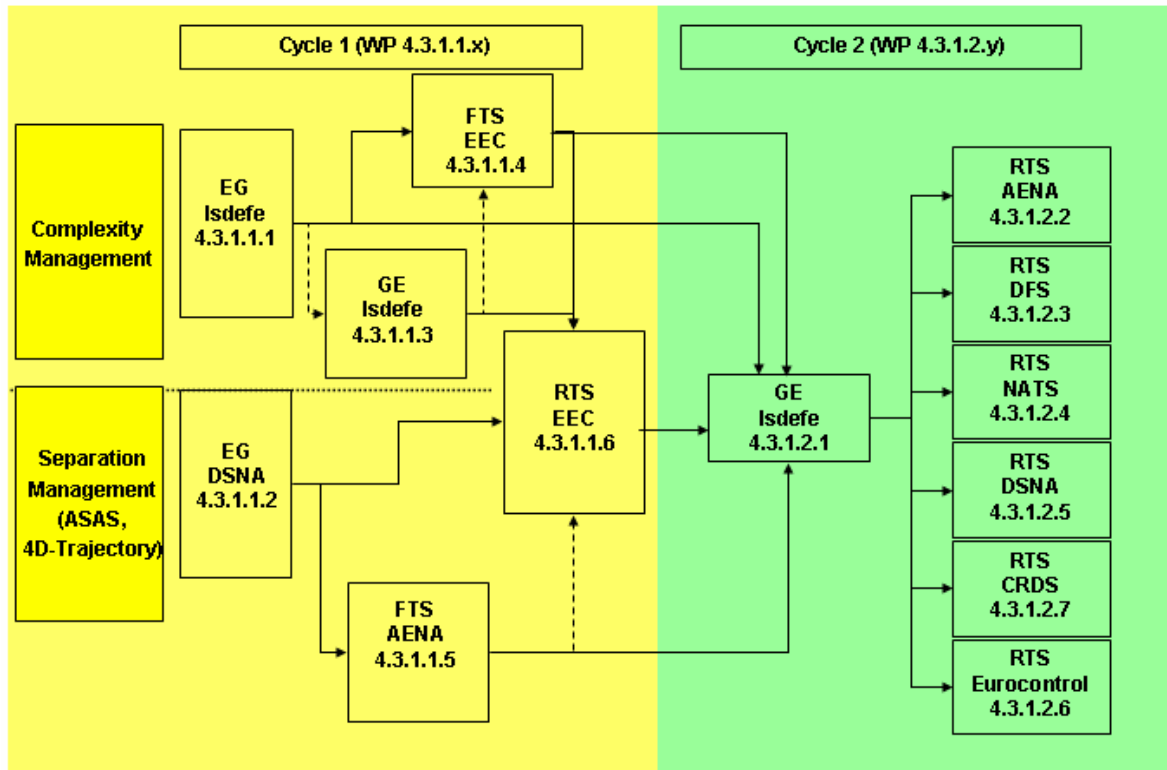 Cycle 1 (WP 4.3.1.1.x)
Cycle 2 (WP 4.3.1.2.y)
Complexity
Management
EG
Isdefe
4.3.1.1.1
FTS
EEC
4.3.1.1.4
GE
Isdefe
4.3.1.1.3
Separation
Management
(ASAS,
4D-Trajectory)
EG
DSNA
4.3.1.1.2
FTS
AENA
4.3.1.1.5
RTS
EEC
4.3.1.1.6
GE
Isdefe
4.3.1.2.1
RTS
AENA
4.3.1.2.2
RTS
DFS
4.3.1.2.3
RTS
NATS
4.3.1.2.4
RTS
DSNA
4.3.1.2.5
RTS
CRDS
4.3.1.2.7
RTS
Eurocontrol
4.3.1.2.6